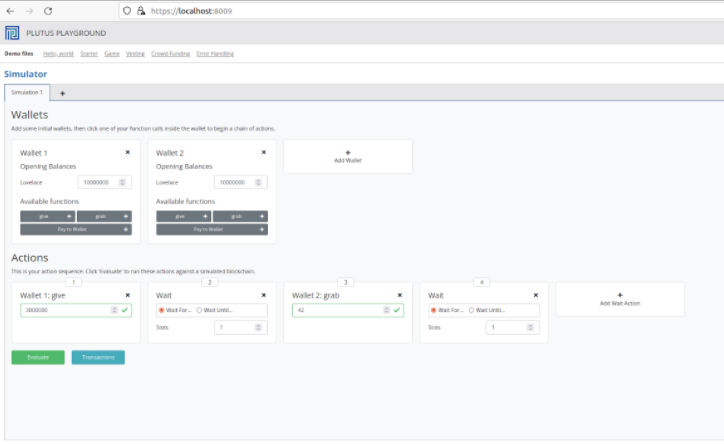 https://localhost:8009
PLUTUS PLAYGROUND
Demo files Hello, world Starter Game Vesting Crowd Funding Error Handling
Simulator
Simulation 1 +
Wallets
Add some initial wallets, then click one of your function calls inside the wallet to begin a chain of actions.
Wallet 1 ×
Opening Balances
Lovelace 10000000
Available functions
give + grab +
Pay to Wallet +
Wallet 2 ×
Opening Balances
Lovelace 10000000
Available functions
give + grab +
Pay to Wallet +
+
Add Wallet
Actions
This is your action sequence. Click 'Evaluate' to run these actions against a simulated blockchain.
1
Wallet 1: give ×
3000000
2
Wait ×
Wait For... Wait Until...
Slots 1
3
Wallet 2: grab ×
42
4
Wait ×
Wait For... Wait Until...
Slots 1
+
Add Wait Action
Evaluate Transactions